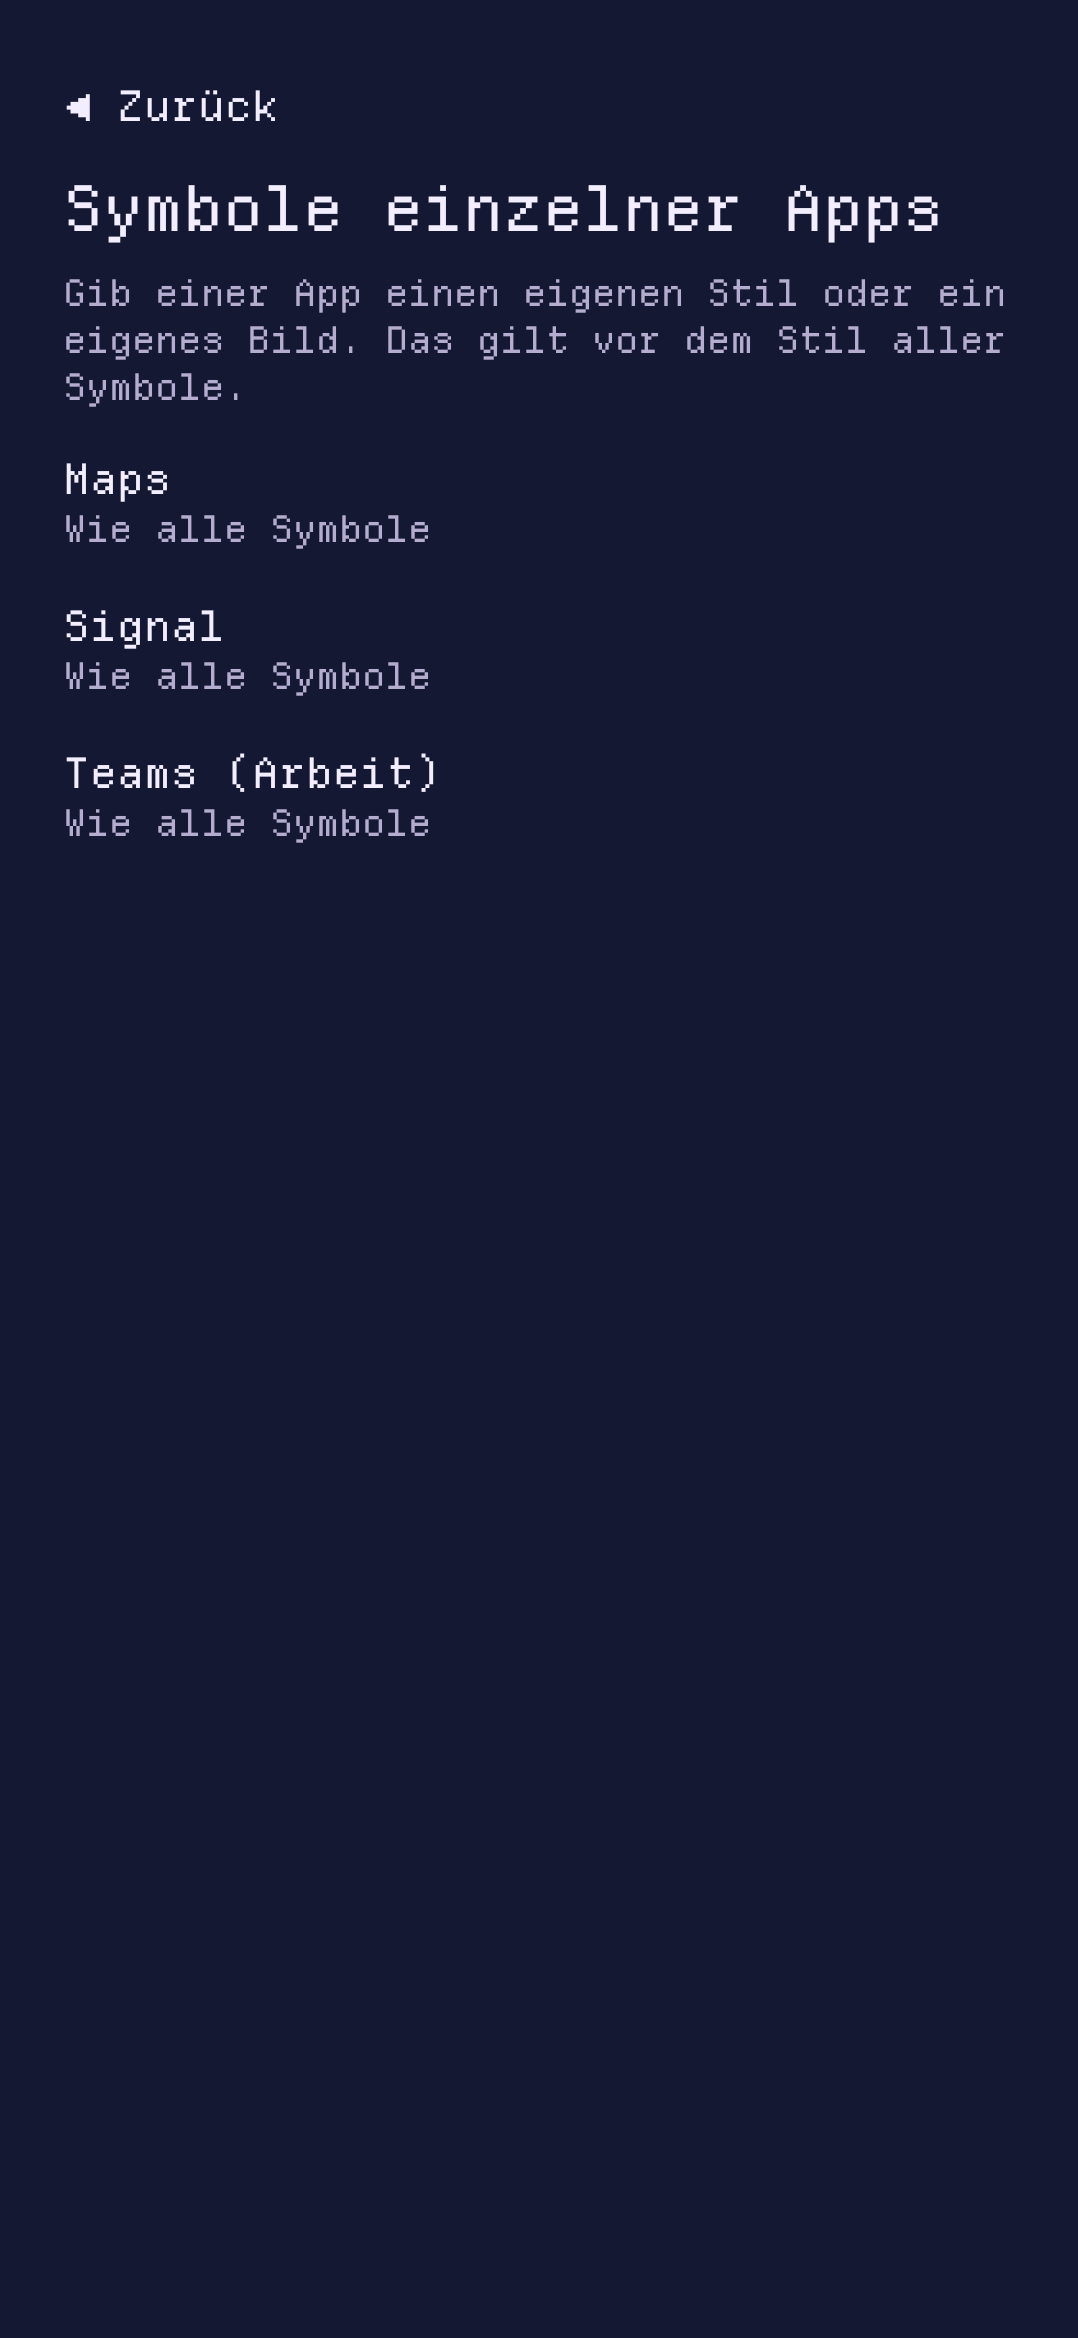 ◀ Zurück
Symbole einzelner Apps
Gib einer App einen eigenen Stil oder ein
eigenes Bild. Das gilt vor dem Stil aller
Symbole.
Maps
Wie alle Symbole
Signal
Wie alle Symbole
Teams (Arbeit)
Wie alle Symbole